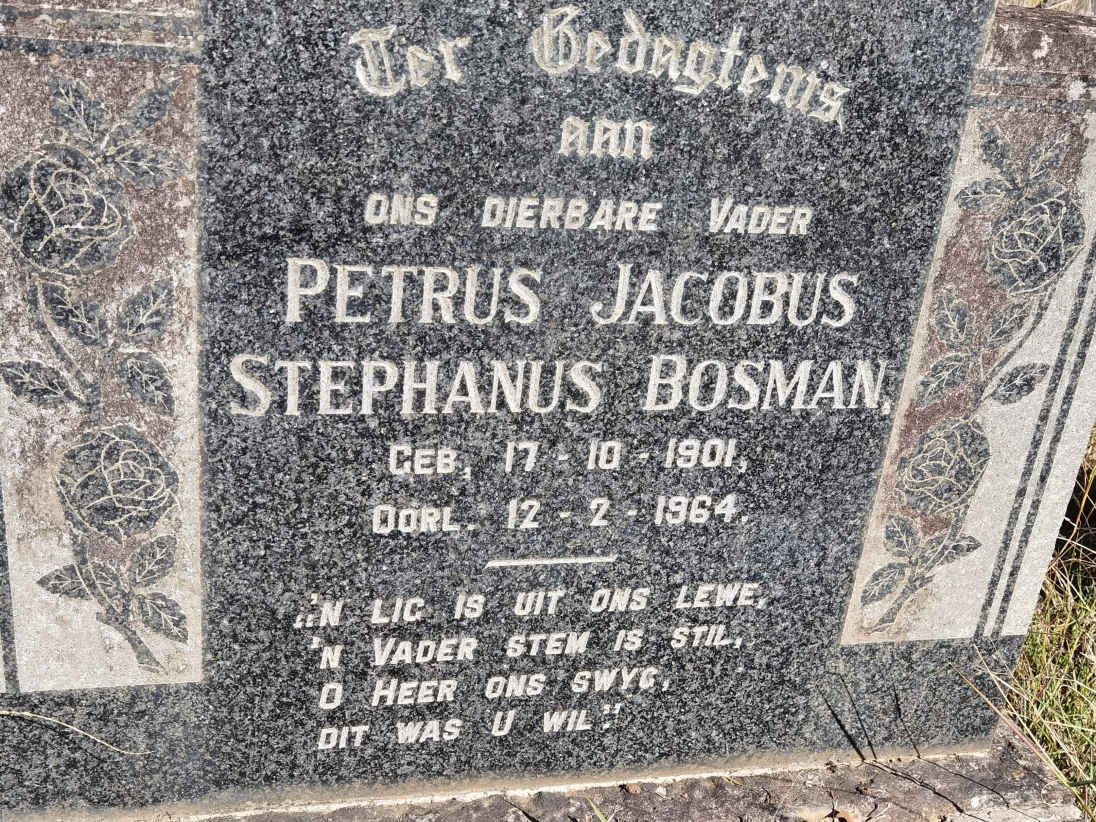 Ter Gedagtenis
aan
ONS DIERBARE VADER
PETRUS JACOBUS
STEPHANUS BOSMAN,
GEB, 17 - 10 - 1901,
OORL. 12 - 2 - 1964.
„'N LIG IS UIT ONS LEWE,
'N VADER STEM IS STIL,
O HEER ONS SWYG,
DIT WAS U WIL"